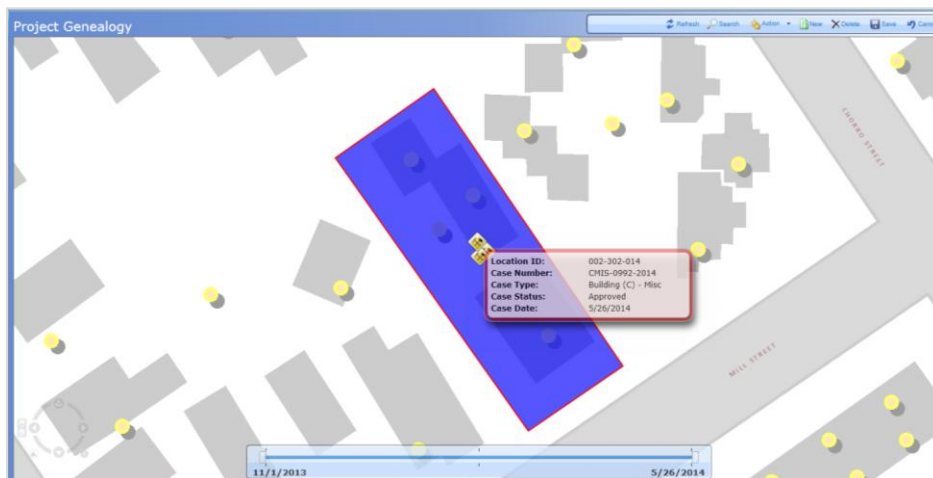 Project Genealogy
Refresh Search Action New Delete Save
CHORRO STREET
Location ID: 002-302-014
Case Number: CMIS-0992-2014
Case Type: Building (C) - Misc
Case Status: Approved
Case Date: 5/26/2014
MILL STREET
11/1/2013 5/26/2014